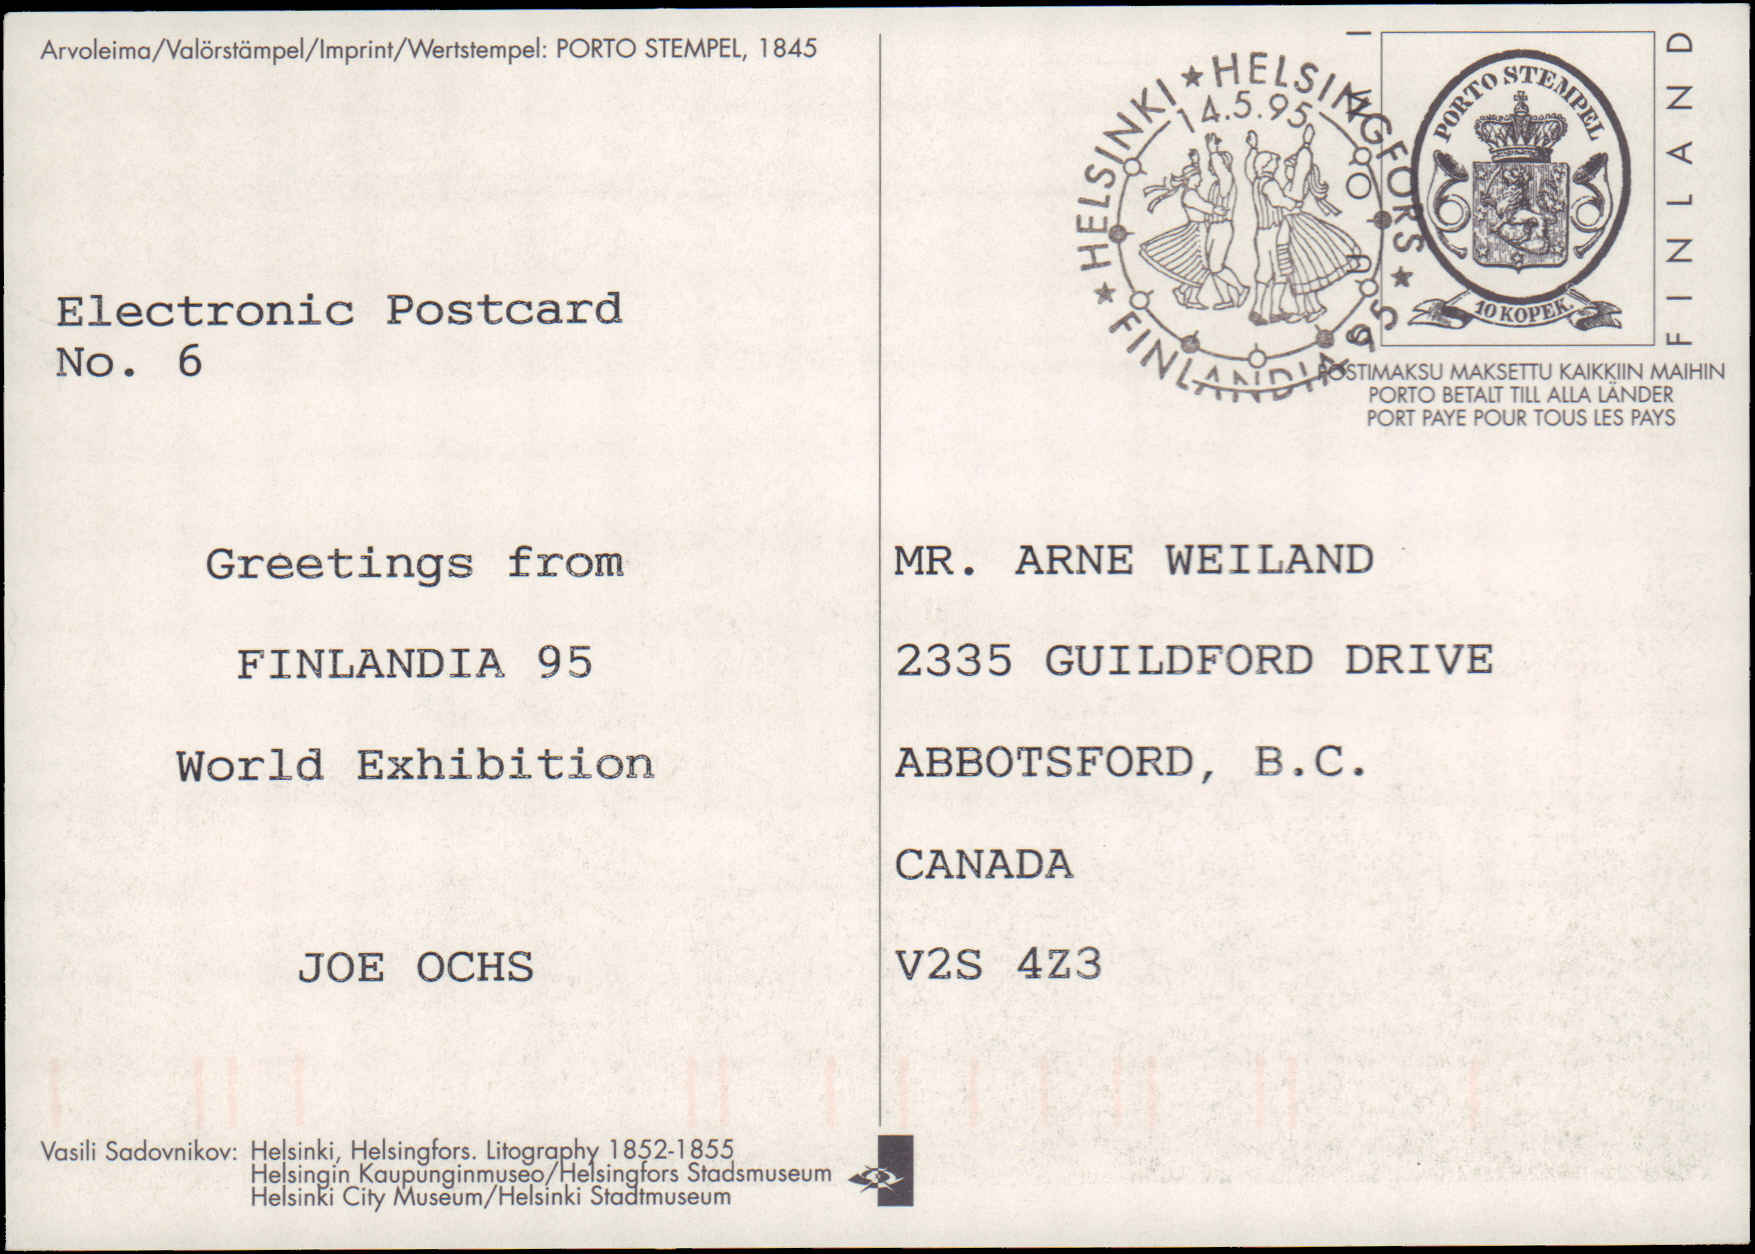 Arvoleima/Valörstämpel/Imprint/Wertstempel: PORTO STEMPEL, 1845
Electronic Postcard
No. 6
Greetings from
FINLANDIA 95
World Exhibition
JOE OCHS
Vasili Sadovnikov: Helsinki, Helsingfors. Litography 1852-1855
Helsingin Kaupunginmuseo/Helsingfors Stadsmuseum
Helsinki City Museum/Helsinki Stadtmuseum
★ HELSINKI ★ HELSINGFORS ★
14.5.95
FINLANDIA 95
PORTO STEMPEL
10 KOPEK.
FINLAND
POSTIMAKSU MAKSETTU KAIKKIIN MAIHIN
PORTO BETALT TILL ALLA LÄNDER
PORT PAYE POUR TOUS LES PAYS
MR. ARNE WEILAND
2335 GUILDFORD DRIVE
ABBOTSFORD, B.C.
CANADA
V2S 4Z3